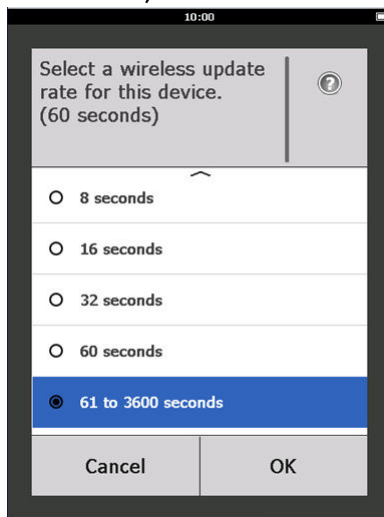 10:00
Select a wireless update
rate for this device.
(60 seconds)
?
8 seconds
16 seconds
32 seconds
60 seconds
61 to 3600 seconds
Cancel
OK